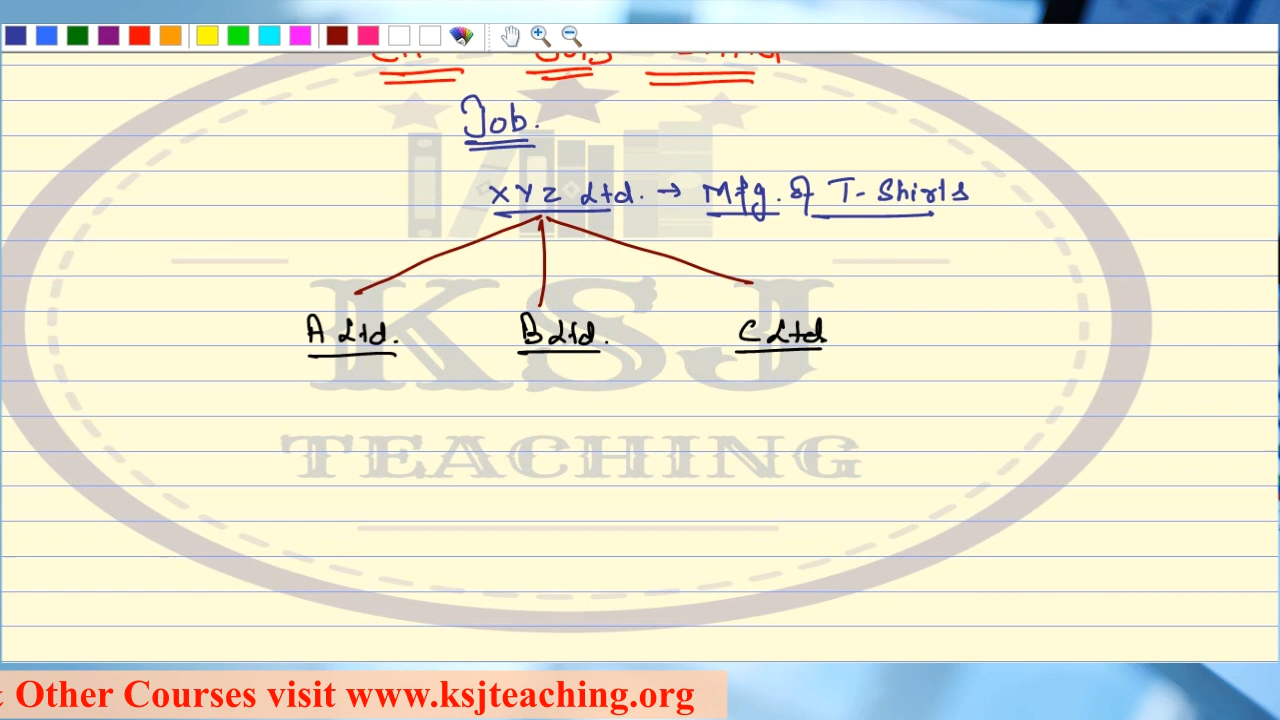 Job.
XYZ Ltd. → Mfg. of T-Shirts
A Ltd. B Ltd. C Ltd
KSJ
TEACHING
Other Courses visit www.ksjteaching.org